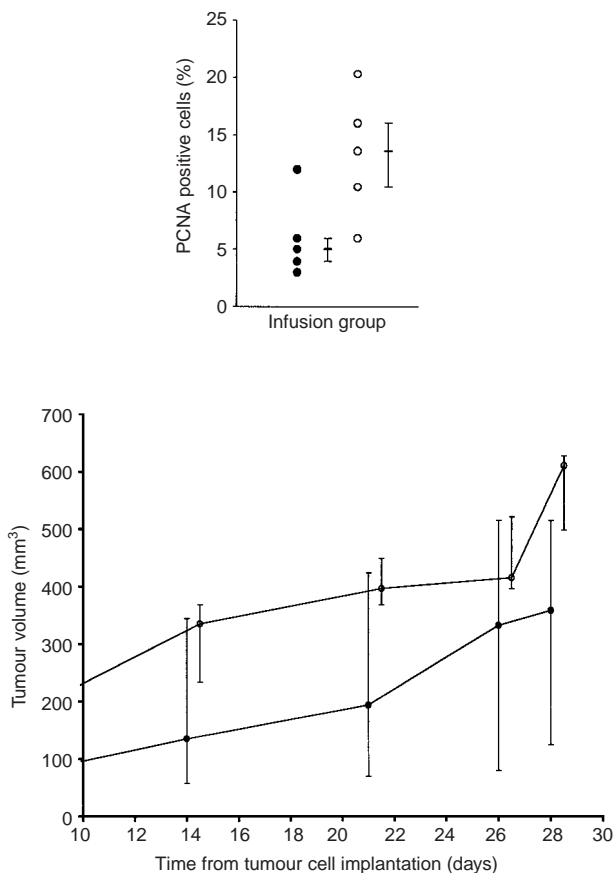 25
20
15
10
5
0
PCNA positive cells (%)
Infusion group
700
600
500
400
300
200
100
0
Tumour volume (mm³)
10 12 14 16 18 20 22 24 26 28 30
Time from tumour cell implantation (days)